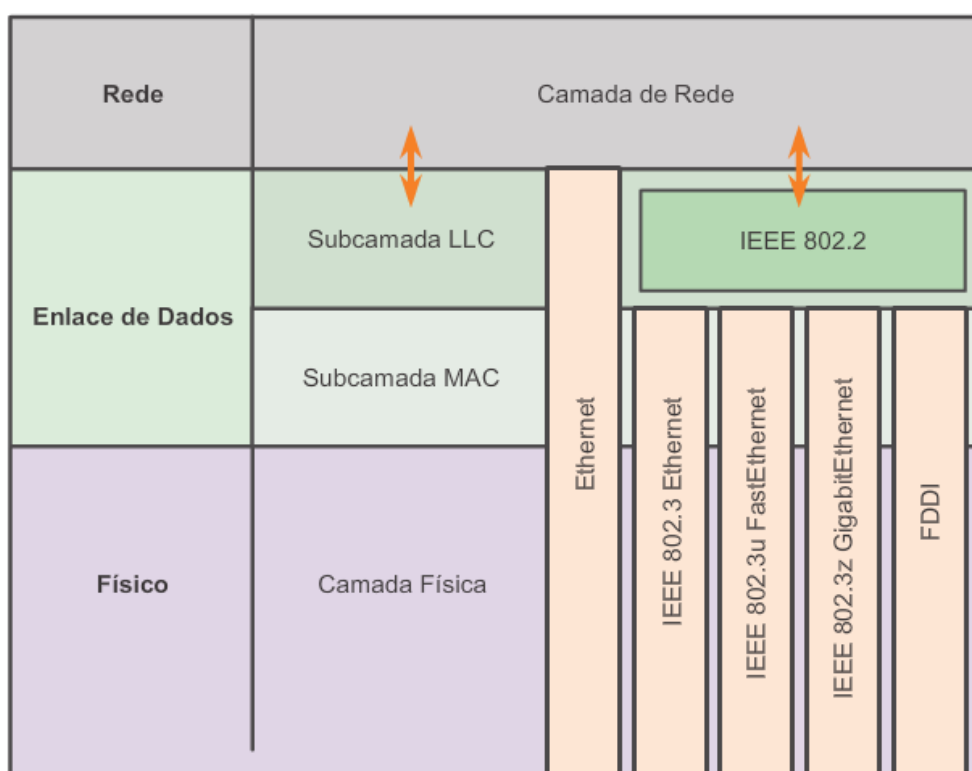 Rede
Camada de Rede
Enlace de Dados
Subcamada LLC
IEEE 802.2
Subcamada MAC
Físico
Camada Física
Ethernet
IEEE 802.3 Ethernet
IEEE 802.3u FastEthernet
IEEE 802.3z GigabitEthernet
FDDI